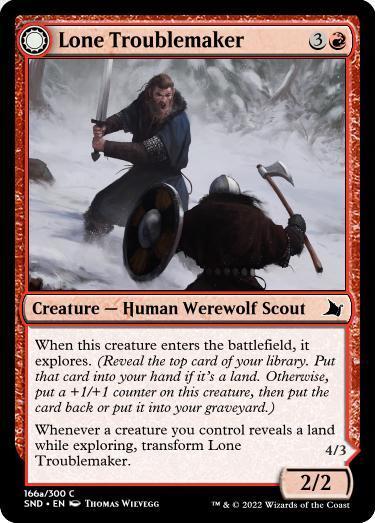 Lone Troublemaker 3
Creature — Human Werewolf Scout
When this creature enters the battlefield, it
explores. (Reveal the top card of your library. Put
that card into your hand if it's a land. Otherwise,
put a +1/+1 counter on this creature, then put the
card back or put it into your graveyard.)
Whenever a creature you control reveals a land
while exploring, transform Lone
Troublemaker.
4/3
2/2
166a/300 C
SND • EN Thomas Wievegg
™ & © 2022 Wizards of the Coast